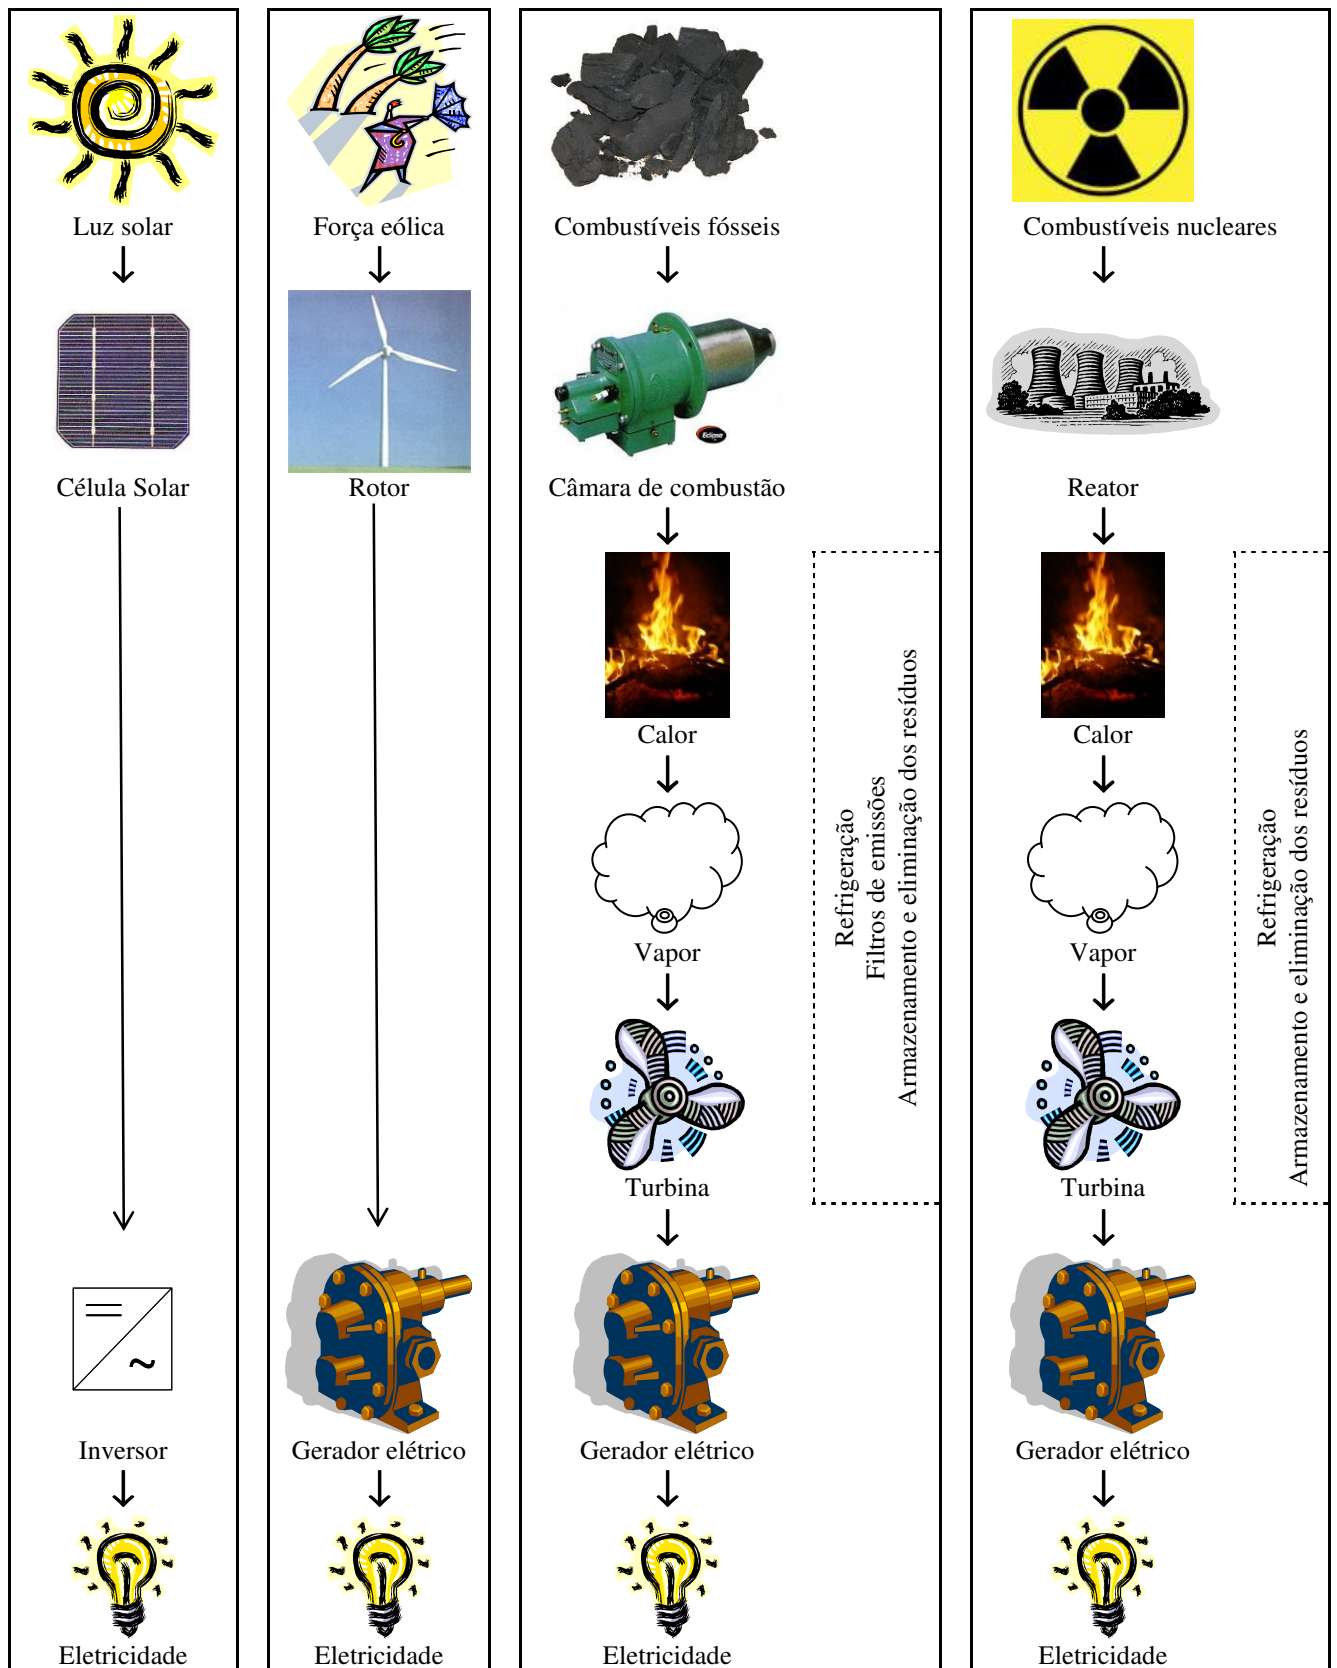 Luz solar
Célula Solar
Inversor
Eletricidade
Força eólica
Rotor
Gerador elétrico
Eletricidade
Combustíveis fósseis
Eclipse
Câmara de combustão
Calor
Vapor
Turbina
Refrigeração
Filtros de emissões
Armazenamento e eliminação dos resíduos
Gerador elétrico
Eletricidade
Combustíveis nucleares
Reator
Calor
Vapor
Turbina
Refrigeração
Armazenamento e eliminação dos resíduos
Gerador elétrico
Eletricidade